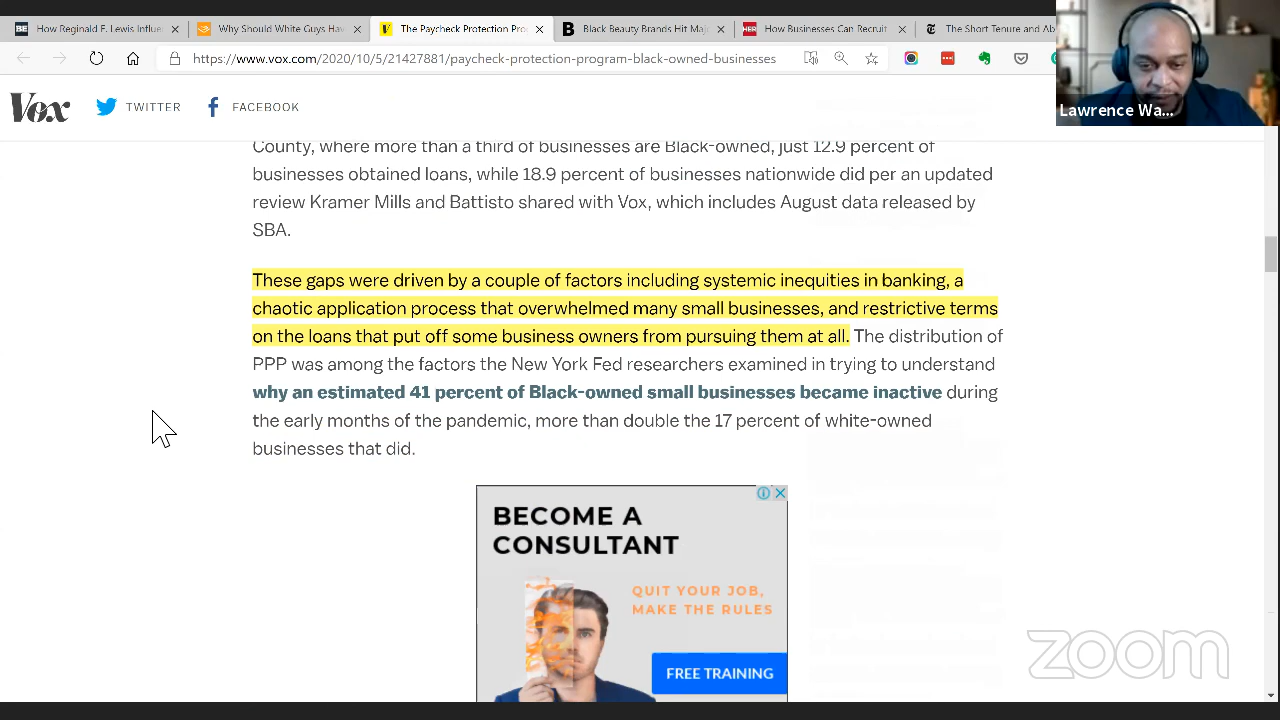 How Reginald F. Lewis Influenc
Why Should White Guys Have
The Paycheck Protection Pro
Black Beauty Brands Hit Maj
How Businesses Can Recruit
The Short Tenure and Ab
https://www.vox.com/2020/10/5/21427881/paycheck-protection-program-black-owned-businesses
Lawrence Wa...
Vox
TWITTER
FACEBOOK
County, where more than a third of businesses are Black-owned, just 12.9 percent of
businesses obtained loans, while 18.9 percent of businesses nationwide did per an updated
review Kramer Mills and Battisto shared with Vox, which includes August data released by
SBA.
These gaps were driven by a couple of factors including systemic inequities in banking, a
chaotic application process that overwhelmed many small businesses, and restrictive terms
on the loans that put off some business owners from pursuing them at all. The distribution of
PPP was among the factors the New York Fed researchers examined in trying to understand
why an estimated 41 percent of Black-owned small businesses became inactive during
the early months of the pandemic, more than double the 17 percent of white-owned
businesses that did.
BECOME A
CONSULTANT
QUIT YOUR JOB,
MAKE THE RULES
FREE TRAINING
zoom